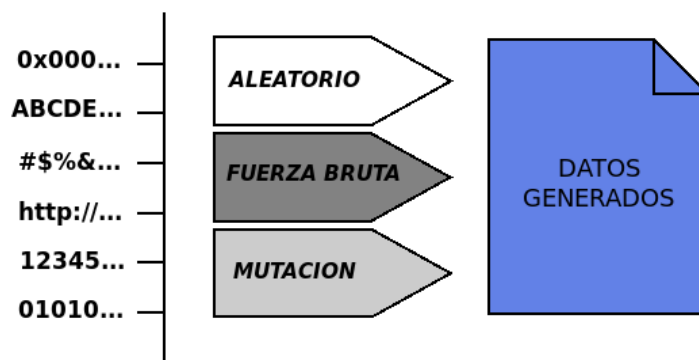 0x000...
ABCDE...
#$%&...
http://...
12345...
01010...
ALEATORIO
FUERZA BRUTA
MUTACION
DATOS
GENERADOS